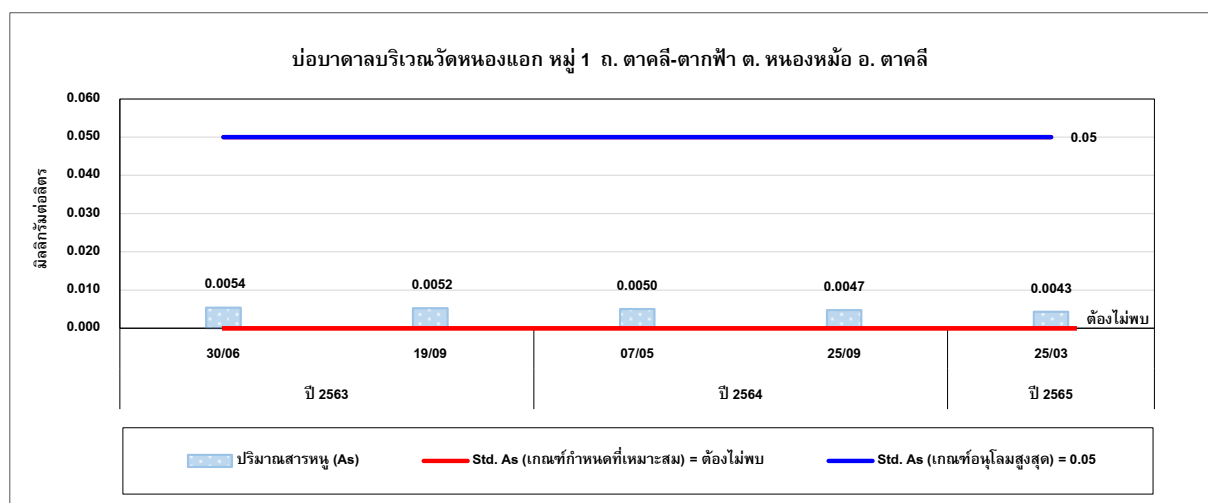 บ่อบาดาลบริเวณวัดหนองแอก หมู่ 1 ถ. ตาคลี-ตากฟ้า ต. หนองหม้อ อ. ตาคลี
มิลลิกรัมต่อลิตร
0.060
0.050
0.040
0.030
0.020
0.010
0.000
0.05
0.0054 0.0052 0.0050 0.0047 0.0043
ต้องไม่พบ
30/06 19/09 07/05 25/09 25/03
ปี 2563 ปี 2564 ปี 2565
ปริมาณสารหนู (As) Std. As (เกณฑ์กำหนดที่เหมาะสม) = ต้องไม่พบ Std. As (เกณฑ์อนุโลมสูงสุด) = 0.05